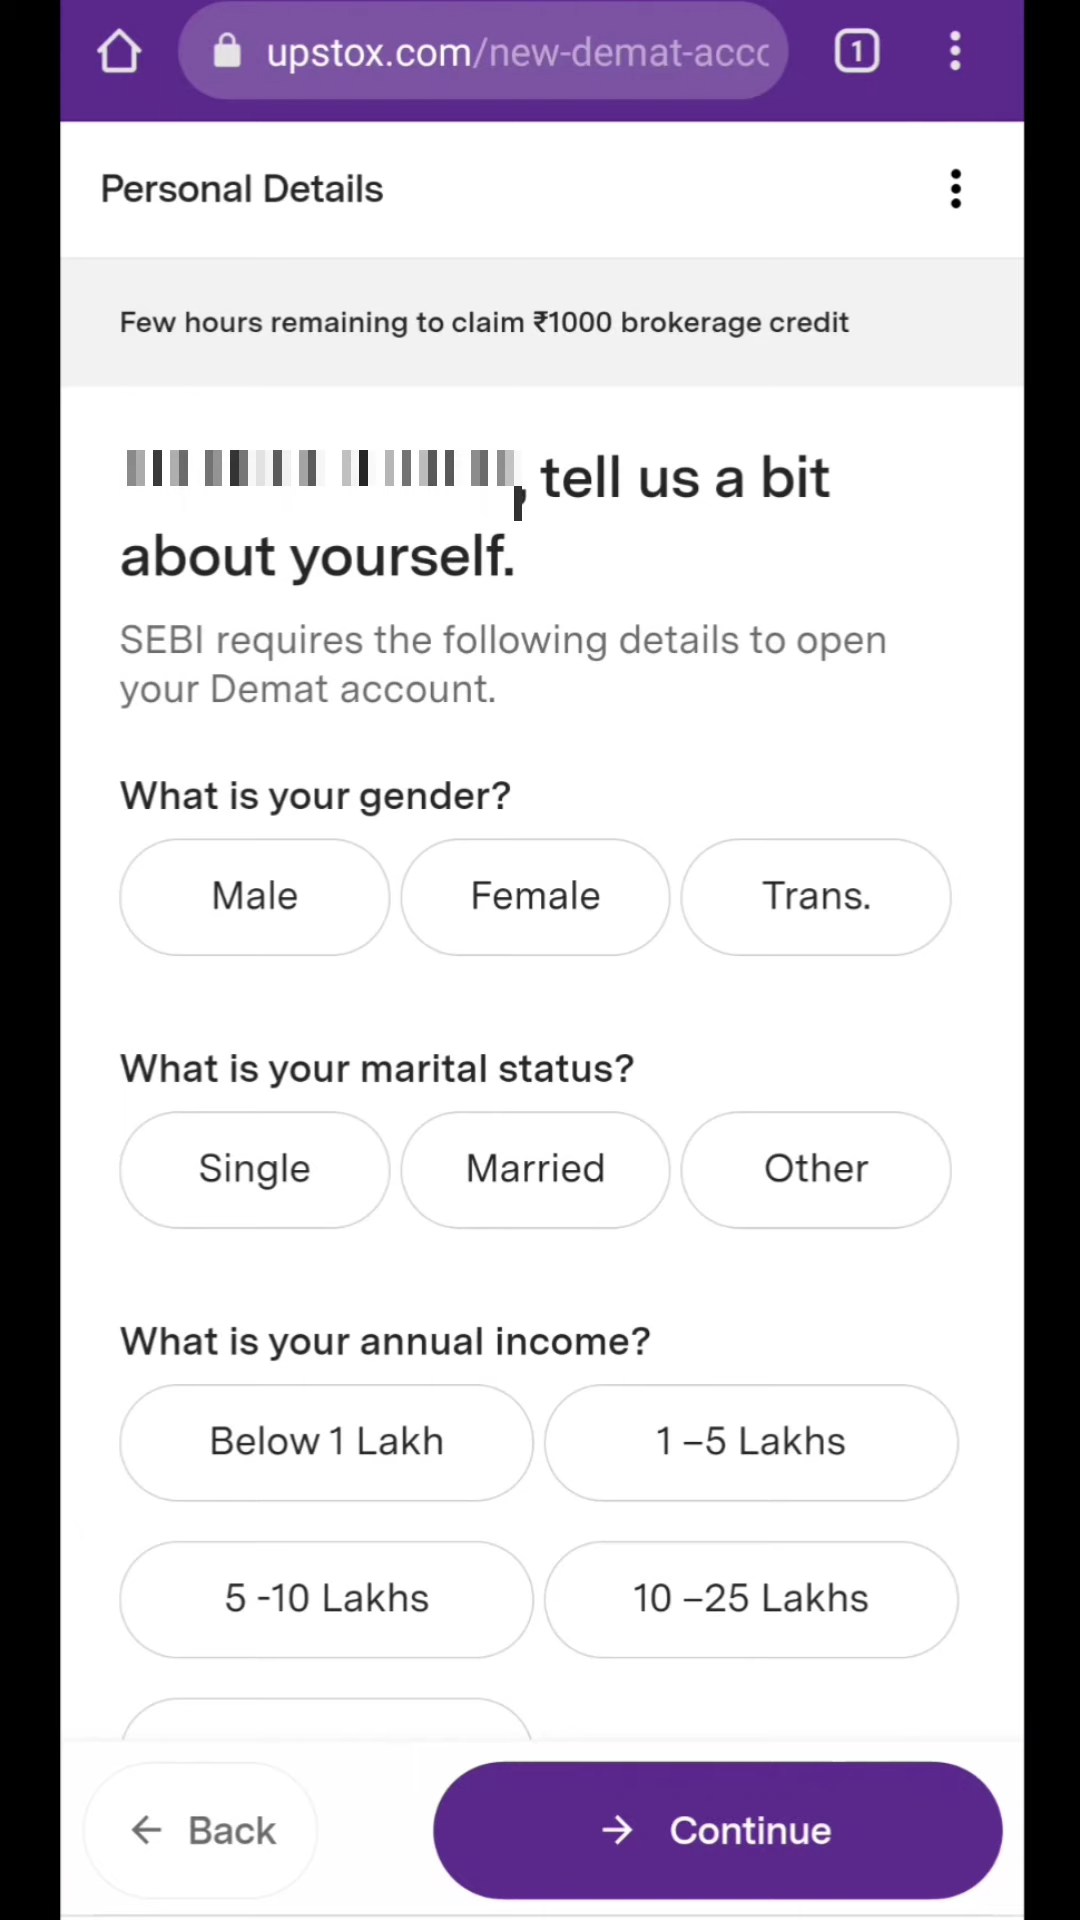 1
upstox.com/new-demat-acco
Personal Details
Few hours remaining to claim ₹1000 brokerage credit
, tell us a bit
about yourself.
SEBI requires the following details to open
your Demat account.
What is your gender?
Male Female Trans.
What is your marital status?
Single Married Other
What is your annual income?
Below 1 Lakh 1 –5 Lakhs
5 -10 Lakhs 10 –25 Lakhs
← Back → Continue